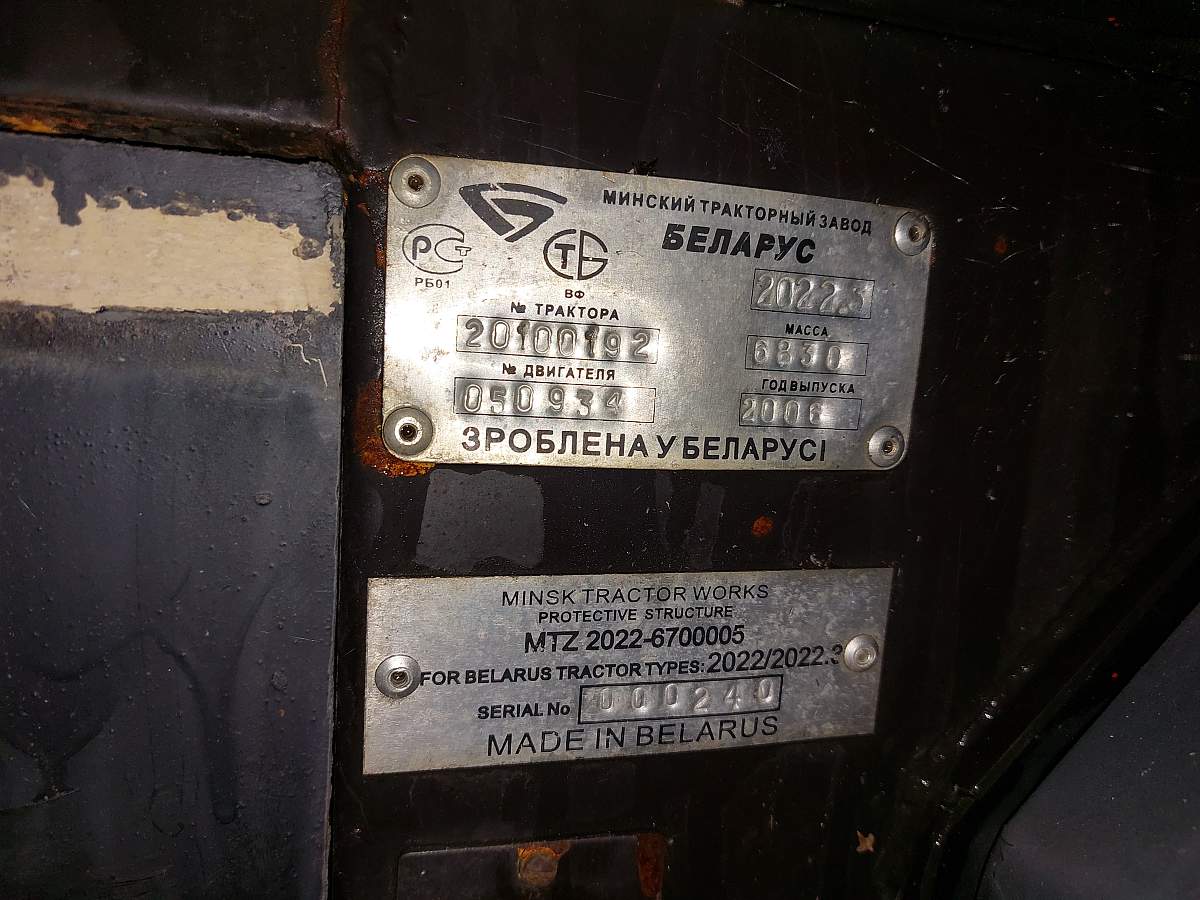 МИНСКИЙ ТРАКТОРНЫЙ ЗАВОД
БЕЛАРУС
РСТ
РБ01
ТБ
ВФ
2022.3
№ ТРАКТОРА
20100192
МАССА
6830
№ ДВИГАТЕЛЯ
050934
ГОД ВЫПУСКА
2006
ЗРОБЛЕНА У БЕЛАРУСІ
MINSK TRACTOR WORKS
PROTECTIVE STRUCTURE
MTZ 2022-6700005
FOR BELARUS TRACTOR TYPES: 2022/2022.3
SERIAL No 000240
MADE IN BELARUS